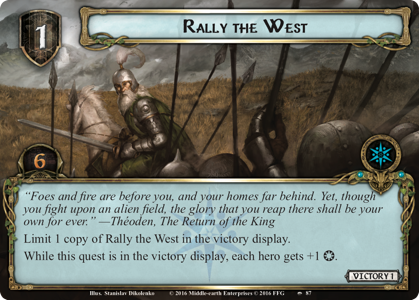 1
Rally the West
6
“Foes and fire are before you, and your homes far behind. Yet, though
you fight upon an alien field, the glory that you reap there shall be your
own for ever.” —Théoden, The Return of the King
Limit 1 copy of Rally the West in the victory display.
While this quest is in the victory display, each hero gets +1 .
Victory 1
Illus. Stanislav Dikolenko © 2016 Middle-earth Enterprises © 2016 FFG 87